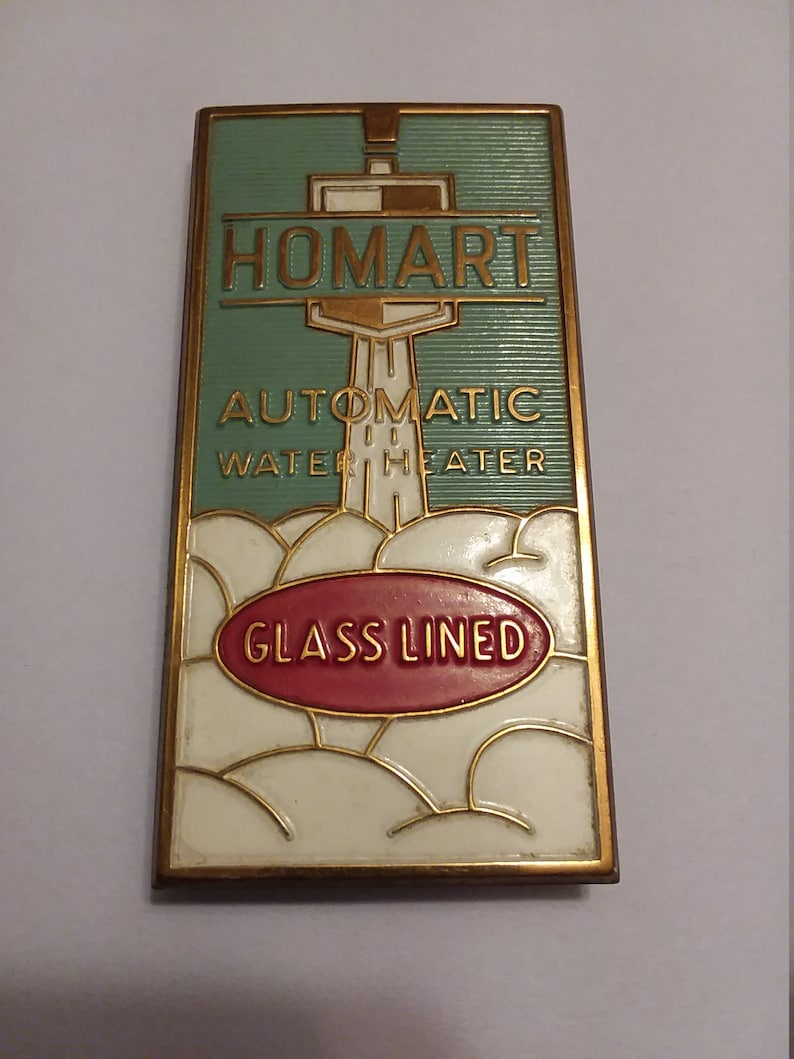 HOMART
AUTOMATIC
WATER HEATER
GLASS LINED